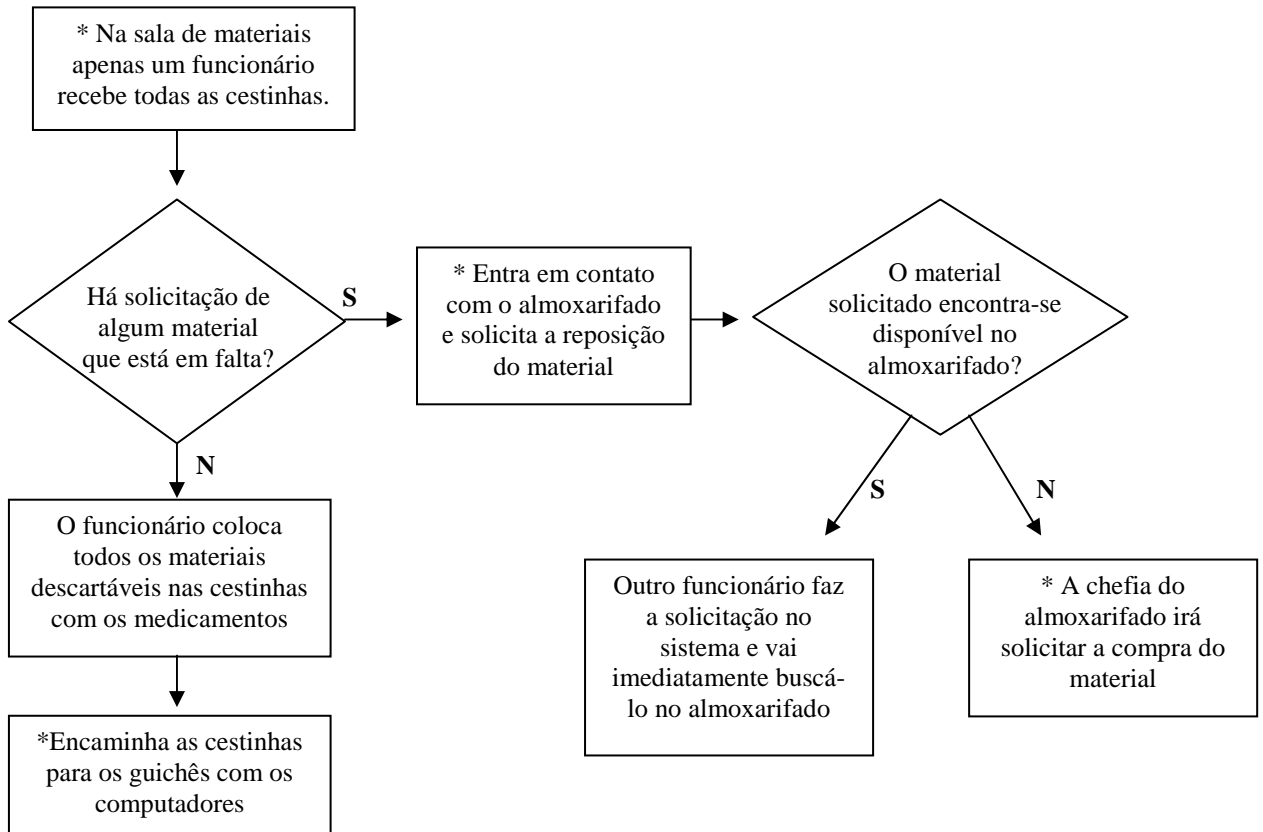 * Na sala de materiais
apenas um funcionário
recebe todas as cestinhas.
Há solicitação de
algum material
que está em falta?
S
* Entra em contato
com o almoxarifado
e solicita a reposição
do material
O material
solicitado encontra-se
disponível no
almoxarifado?
N
O funcionário coloca
todos os materiais
descartáveis nas cestinhas
com os medicamentos
S
N
Outro funcionário faz
a solicitação no
sistema e vai
imediatamente buscá-
lo no almoxarifado
* A chefia do
almoxarifado irá
solicitar a compra do
material
*Encaminha as cestinhas
para os guichês com os
computadores